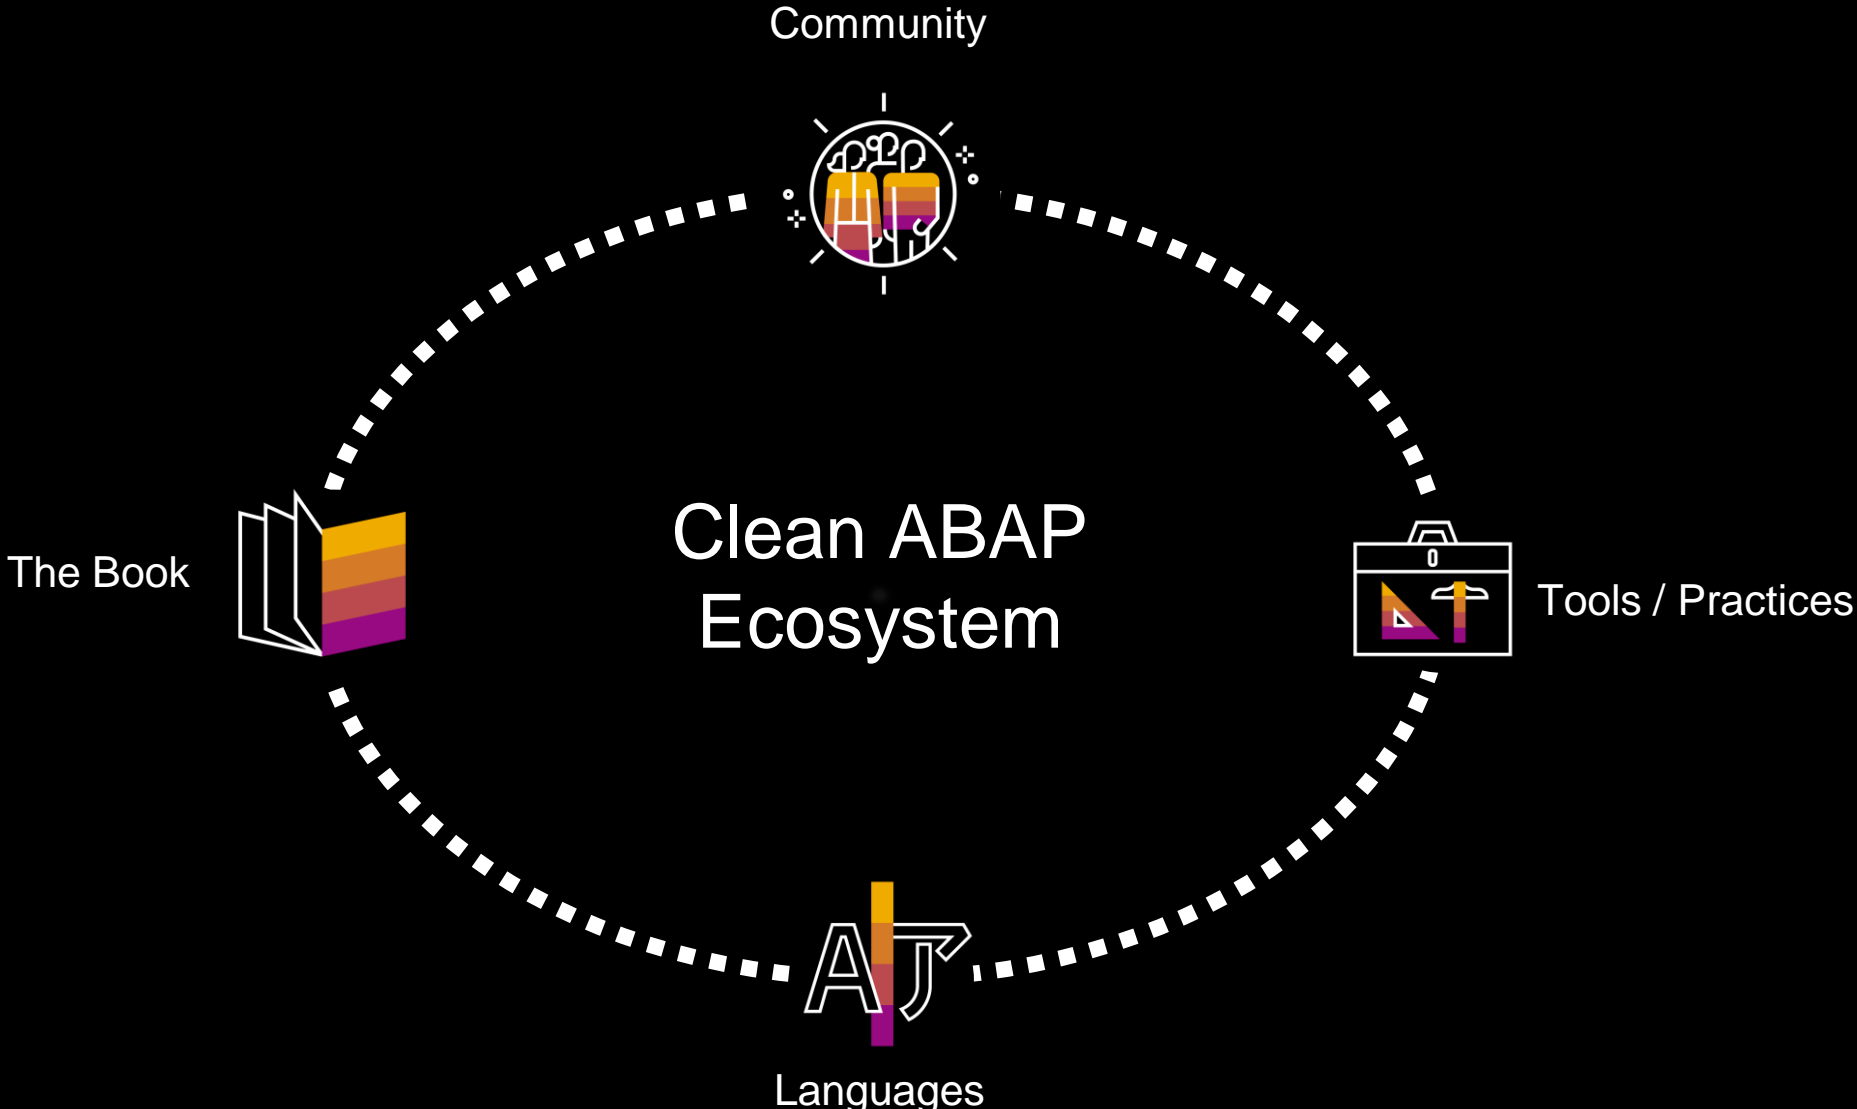 Community
The Book
Clean ABAP
Ecosystem
Tools / Practices
Languages